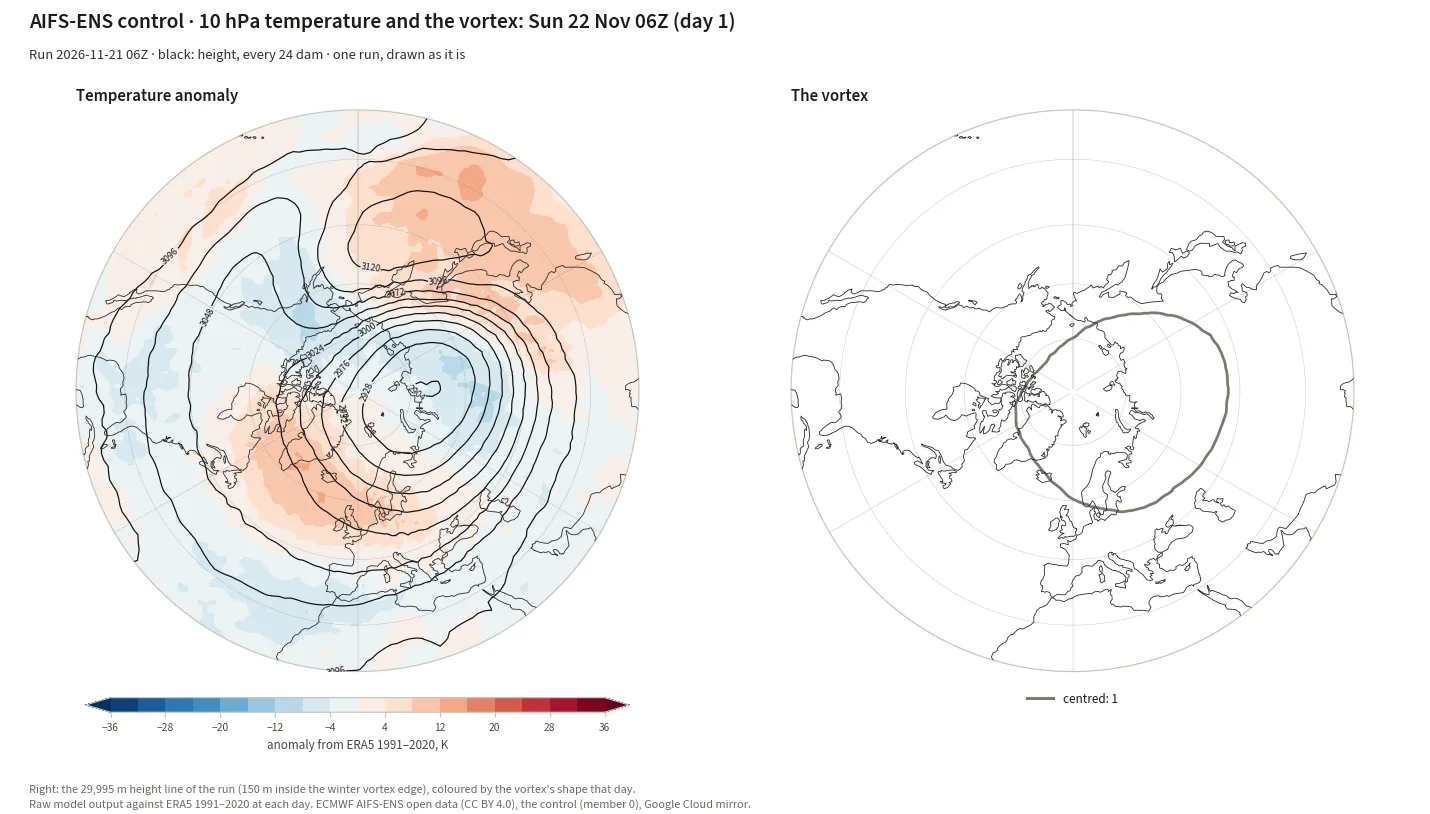 AIFS-ENS control · 10 hPa temperature and the vortex: Sun 22 Nov 06Z (day 1)
Run 2026-11-21 06Z · black: height, every 24 dam · one run, drawn as it is
Temperature anomaly
The vortex
3096
3120
3096
3072
3048
3000
3024
2976
2928
3096
centred: 1
−36 −28 −20 −12 −4 4 12 20 28 36
anomaly from ERA5 1991–2020, K
Right: the 29,995 m height line of the run (150 m inside the winter vortex edge), coloured by the vortex's shape that day.
Raw model output against ERA5 1991–2020 at each day. ECMWF AIFS-ENS open data (CC BY 4.0), the control (member 0), Google Cloud mirror.